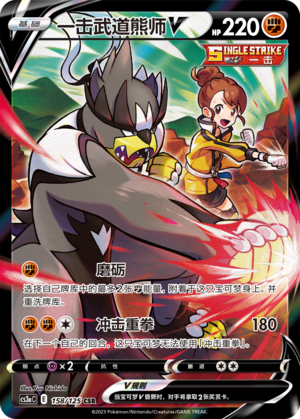 基础
一击武道熊师V
HP 220
SINGLE STRIKE
一击
磨砺
选择自己牌库中的最多2张能量，附着于这只宝可梦身上。并
重洗牌库。
冲击重拳 180
在下一个自己的回合，这只宝可梦无法使用「冲击重拳」。
弱点 ×2 抗性 撤退
V规则
当宝可梦V昏厥时，对手将拿取2张奖赏卡。
cs3aC E 158/125 CSR
©2023 Pokémon/Nintendo/Creatures/GAME FREAK.